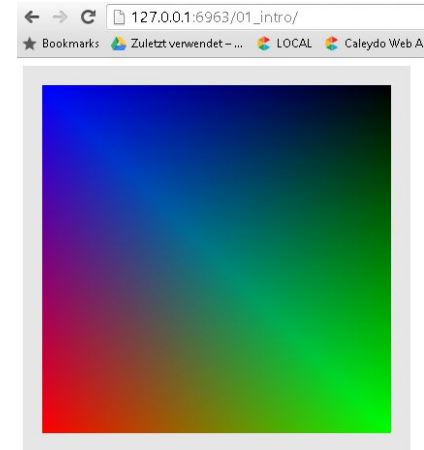 127.0.0.1:6963/01_intro/
Bookmarks Zuletzt verwendet – ... LOCAL Caleydo Web A